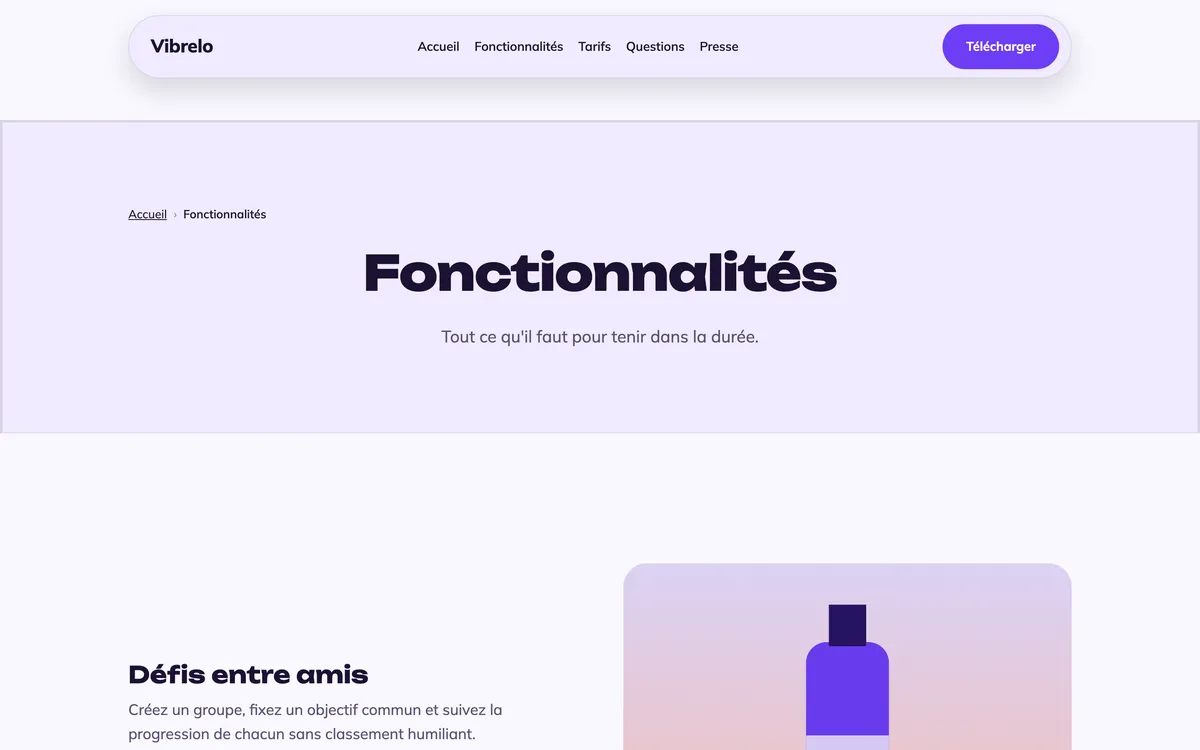 Vibrelo
Accueil Fonctionnalités Tarifs Questions Presse
Télécharger
Accueil › Fonctionnalités
Fonctionnalités
Tout ce qu'il faut pour tenir dans la durée.
Défis entre amis
Créez un groupe, fixez un objectif commun et suivez la
progression de chacun sans classement humiliant.